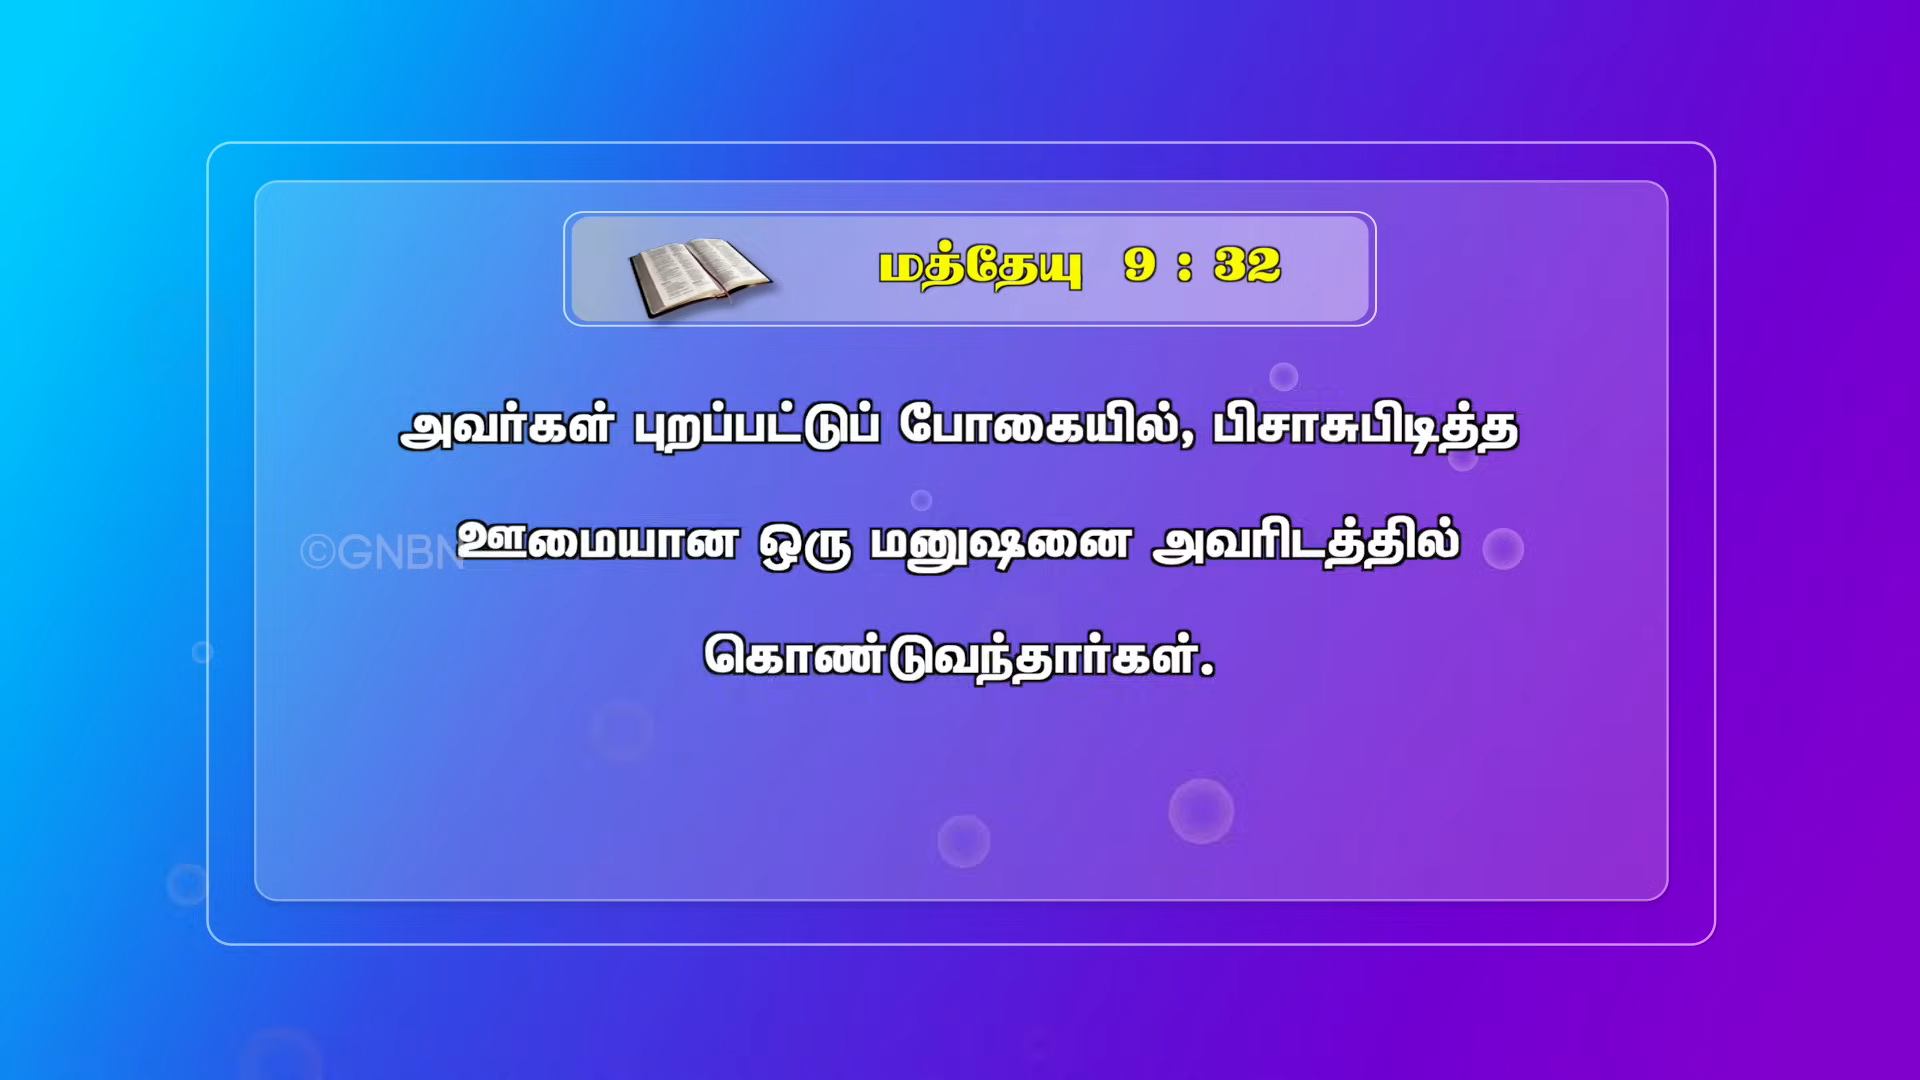 மத்தேயு 9 : 32
அவர்கள் புறப்பட்டுப் போகையில், பிசாசுபிடித்த
ஊமையான ஒரு மனுஷனை அவரிடத்தில்
கொண்டுவந்தார்கள்.
©GNBN